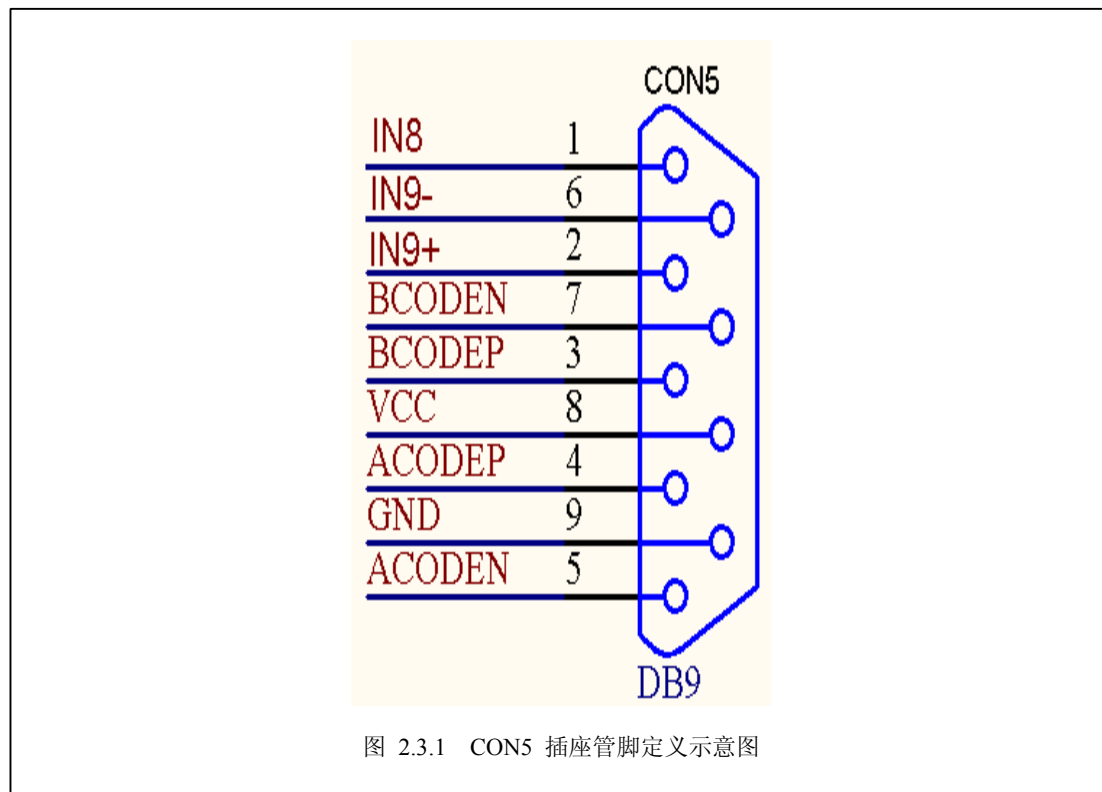 CON5
IN8 1
IN9- 6
IN9+ 2
BCODEN 7
BCODEP 3
VCC 8
ACODEP 4
GND 9
ACODEN 5
DB9
图 2.3.1 CON5 插座管脚定义示意图